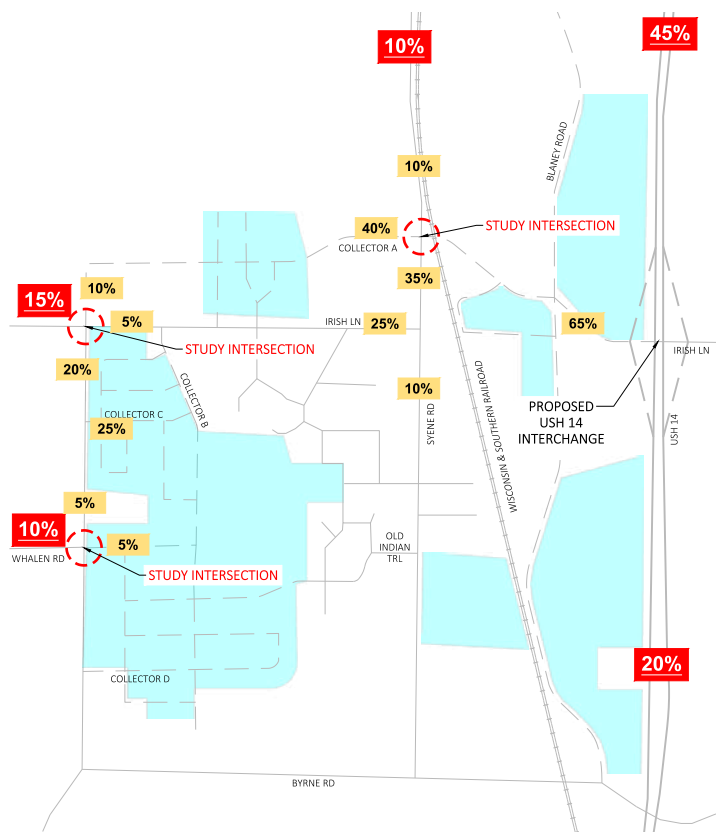 45%
10%
BLANEY ROAD
10%
40%
STUDY INTERSECTION
COLLECTOR A
35%
10%
15%
5%
IRISH LN
25%
65%
STUDY INTERSECTION
IRISH LN
20%
COLLECTOR B
10%
PROPOSED
USH 14
INTERCHANGE
COLLECTOR C
25%
SYENE RD
WISCONSIN & SOUTHERN RAILROAD
USH 14
5%
10%
5%
WHALEN RD
OLD
INDIAN
TRL
STUDY INTERSECTION
20%
COLLECTOR D
BYRNE RD